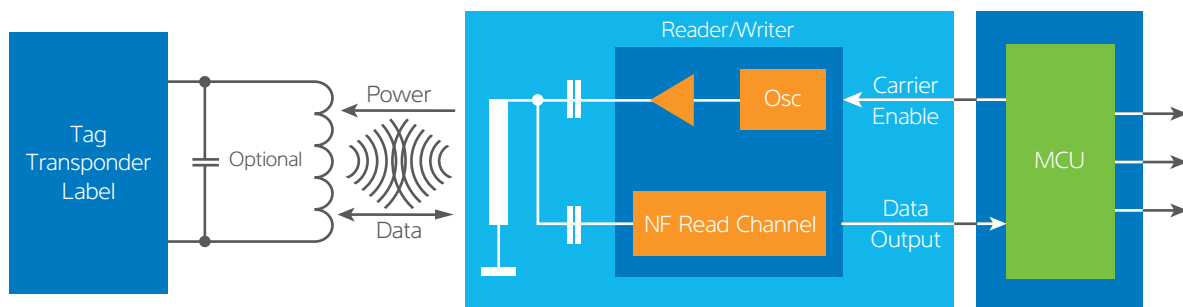 Tag
Transponder
Label
Optional
Power
Data
Reader/Writer
Osc
NF Read Channel
Carrier
Enable
Data
Output
MCU